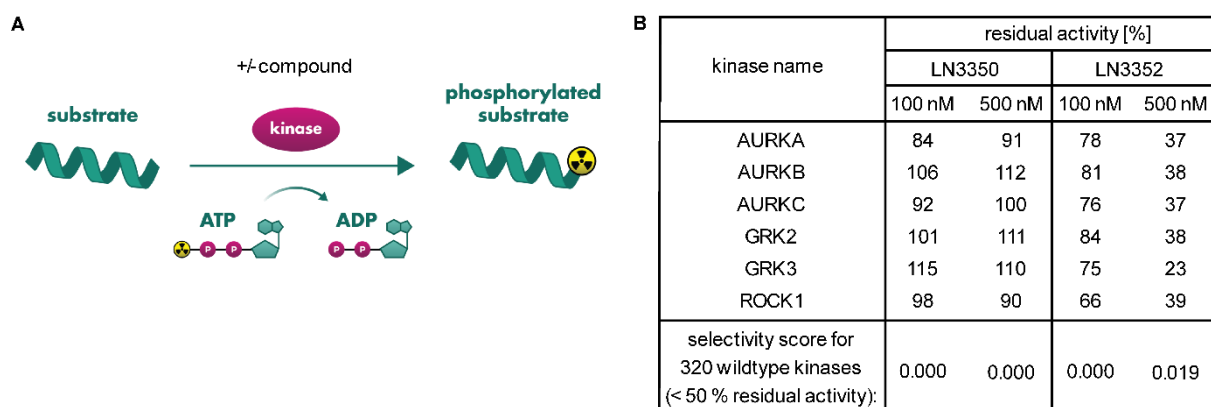 A
+/-compound
substrate
kinase
phosphorylated
substrate
ATP
ADP
P P
P P
B
kinase name
residual activity [%]
LN3350 LN3352
100 nM 500 nM 100 nM 500 nM
AURKA 84 91 78 37
AURKB 106 112 81 38
AURKC 92 100 76 37
GRK2 101 111 84 38
GRK3 115 110 75 23
ROCK1 98 90 66 39
selectivity score for
320 wildtype kinases
(< 50 % residual activity):
0.000 0.000 0.000 0.019